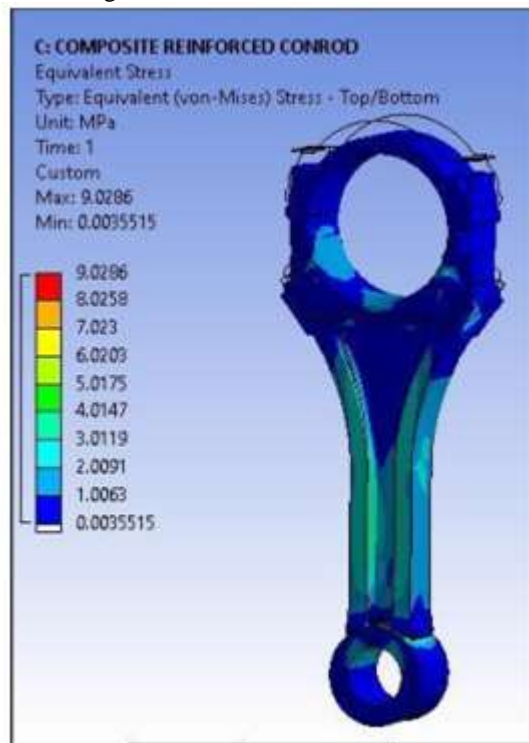 C: COMPOSITE REINFORCED CONROD
Equivalent Stress
Type: Equivalent (von-Mises) Stress - Top/Bottom
Unit: MPa
Time: 1
Custom
Max: 9.0286
Min: 0.0035515
9.0286
8.0258
7.023
6.0203
5.0175
4.0147
3.0119
2.0091
1.0063
0.0035515